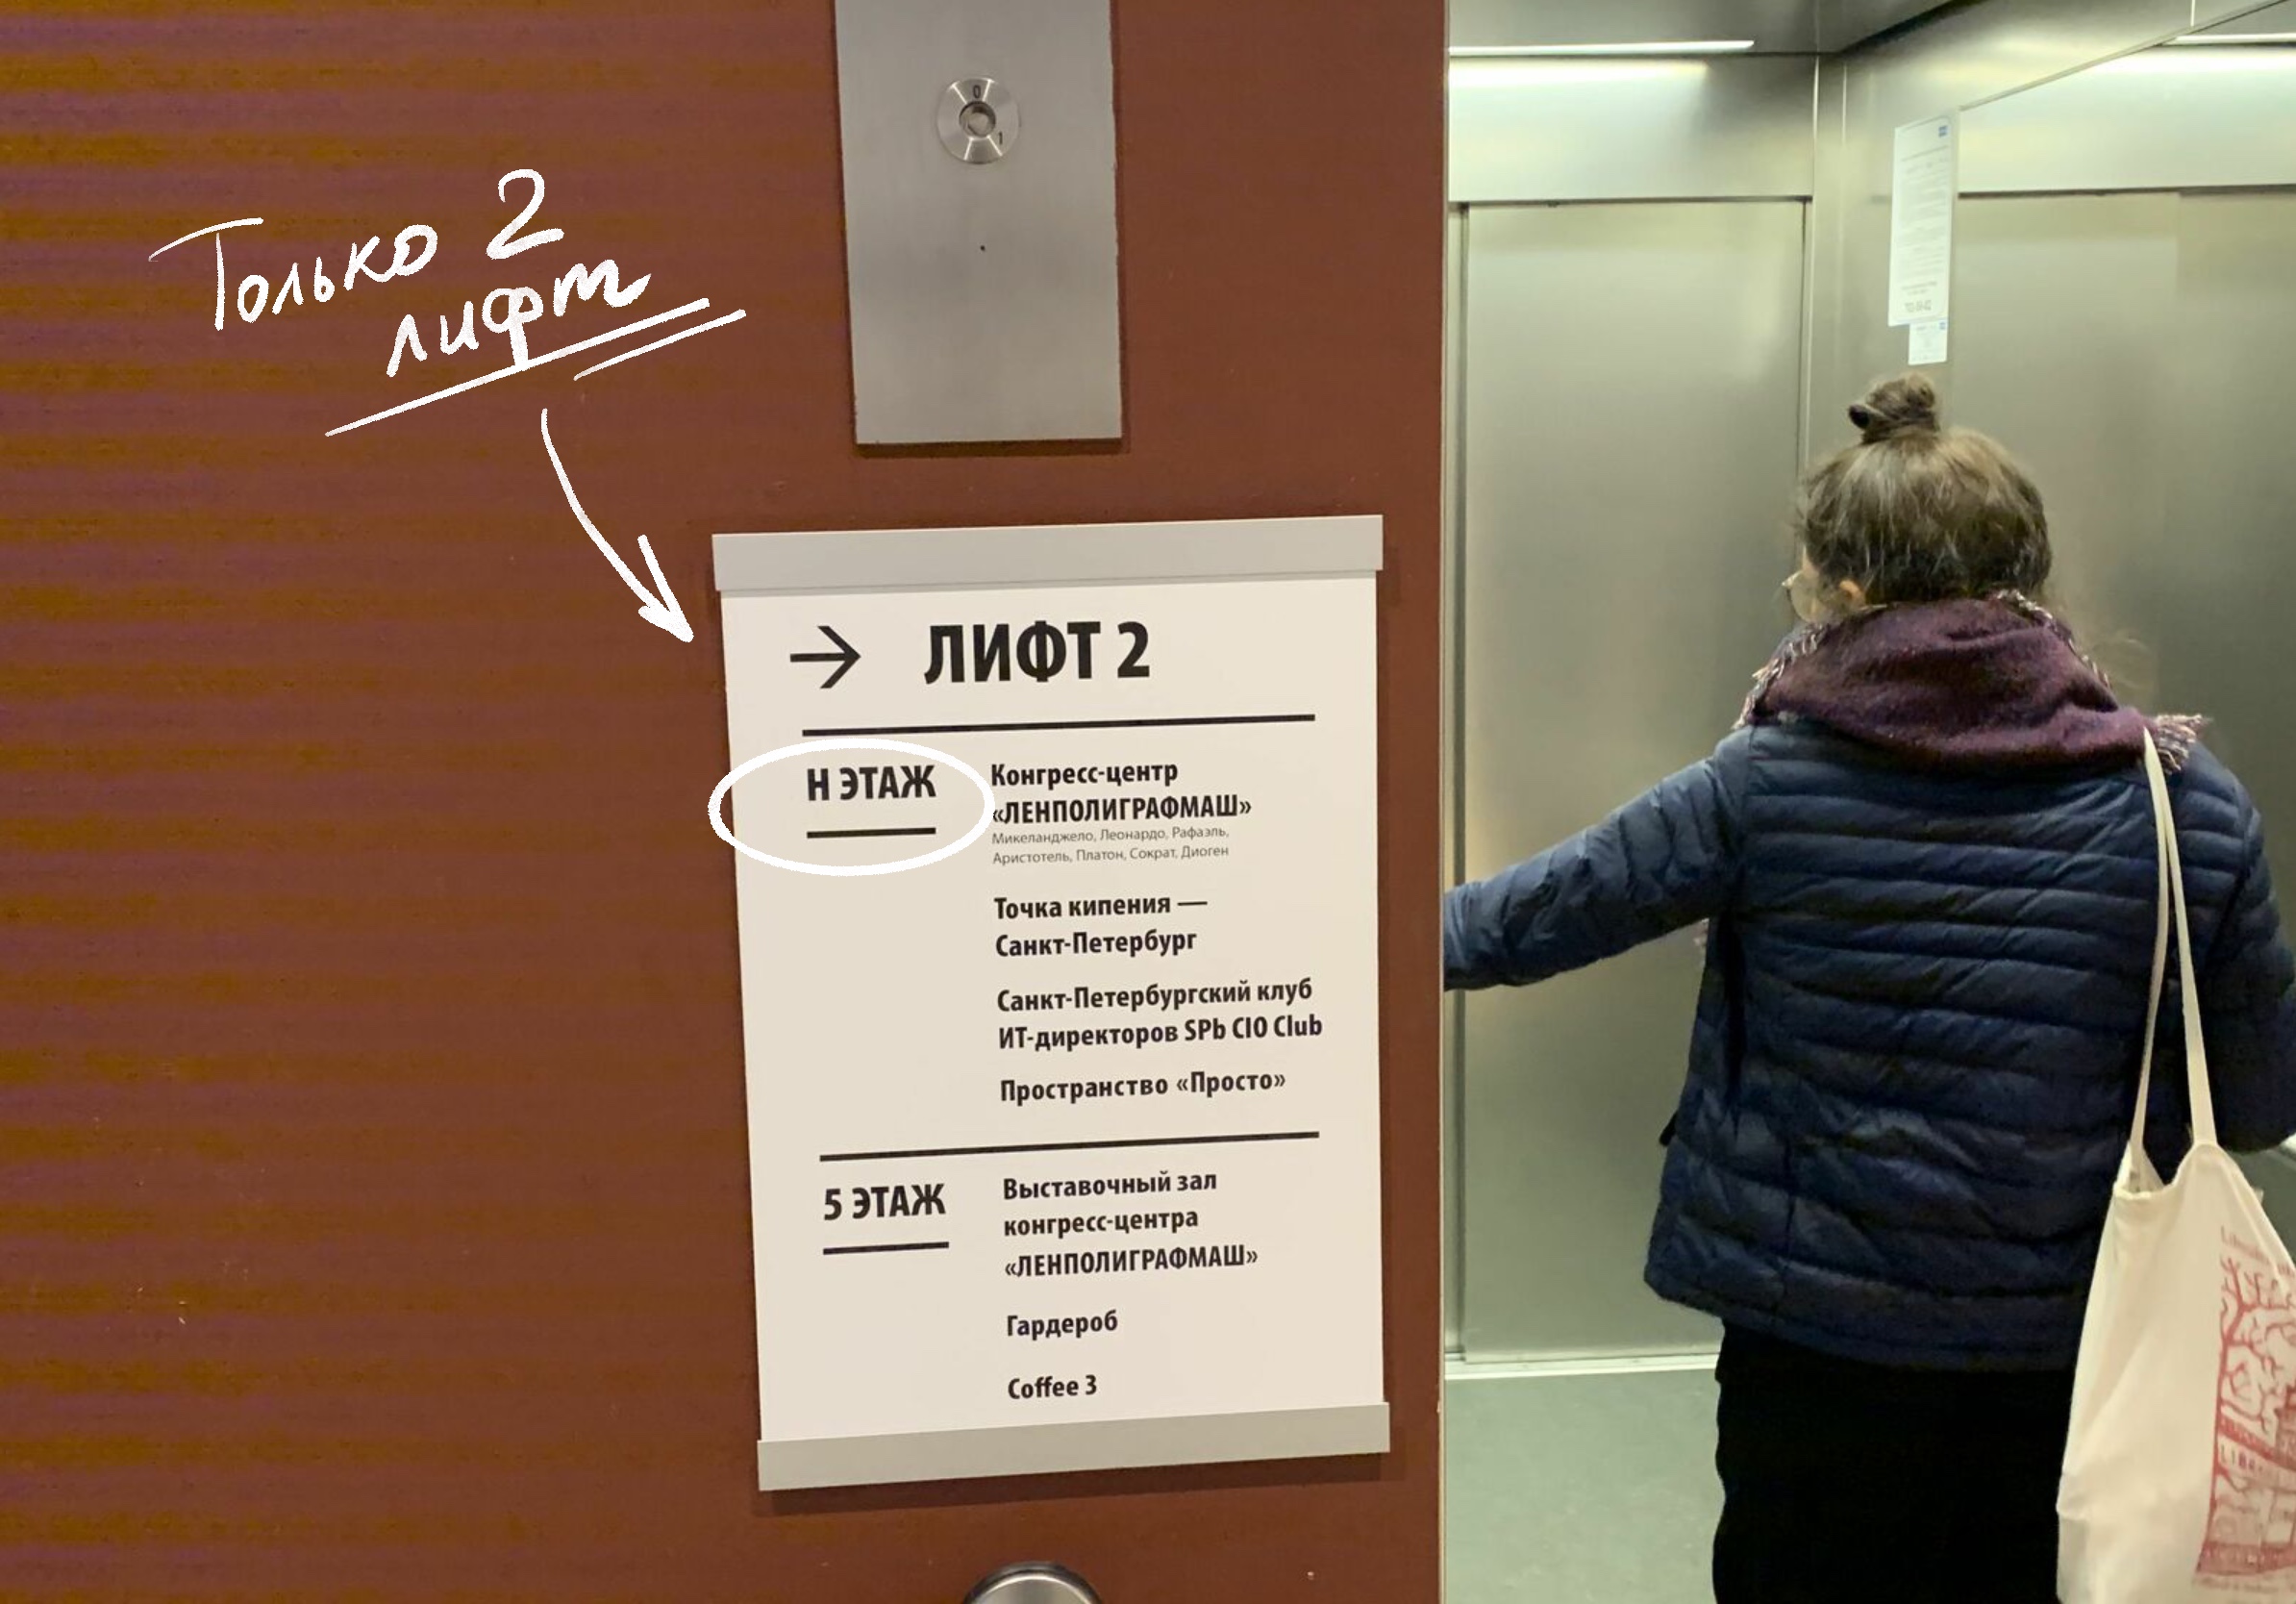 Только 2
лифт
0
1
→ ЛИФТ 2
Н ЭТАЖ
Конгресс-центр
«ЛЕНПОЛИГРАФМАШ»
Микеланджело, Леонардо, Рафаэль,
Аристотель, Платон, Сократ, Диоген
Точка кипения —
Санкт-Петербург
Санкт-Петербургский клуб
ИТ-директоров SPb CIO Club
Пространство «Просто»
5 ЭТАЖ
Выставочный зал
конгресс-центра
«ЛЕНПОЛИГРАФМАШ»
Гардероб
Coffee 3